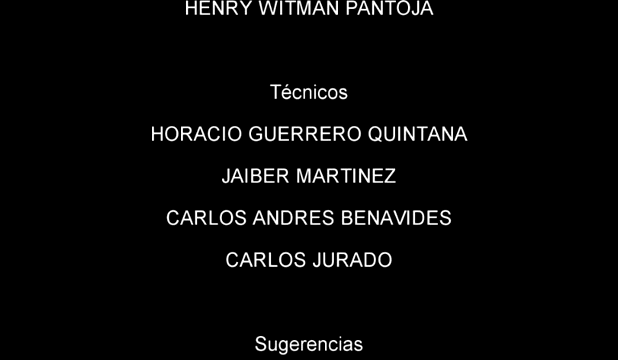 HENRY WITMAN PANTOJA
Técnicos
HORACIO GUERRERO QUINTANA
JAIBER MARTINEZ
CARLOS ANDRES BENAVIDES
CARLOS JURADO
Sugerencias